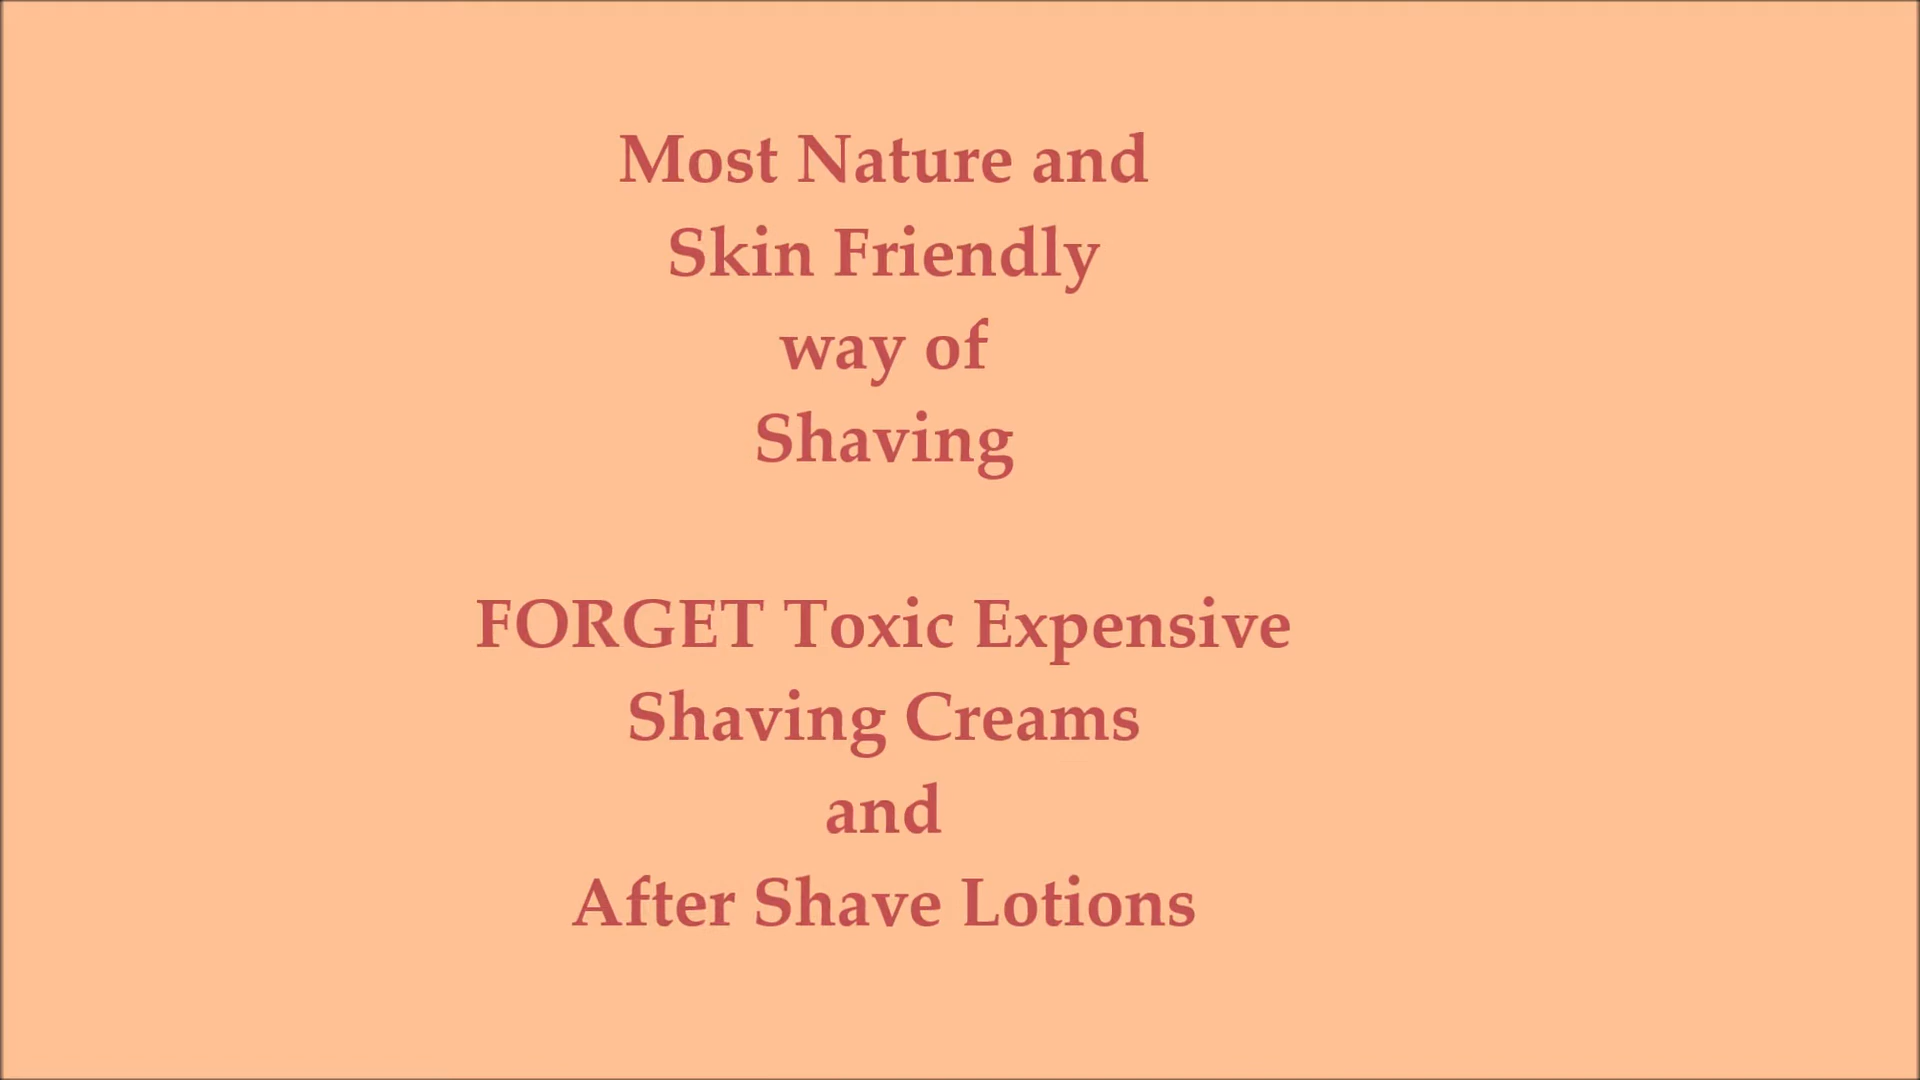 Most Nature and
Skin Friendly
way of
Shaving
FORGET Toxic Expensive
Shaving Creams
and
After Shave Lotions